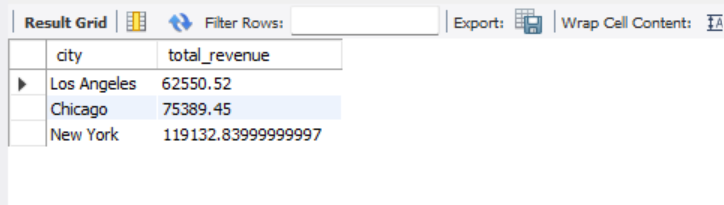 Result Grid Filter Rows: Export: Wrap Cell Content:
city total_revenue
Los Angeles 62550.52
Chicago 75389.45
New York 119132.83999999997